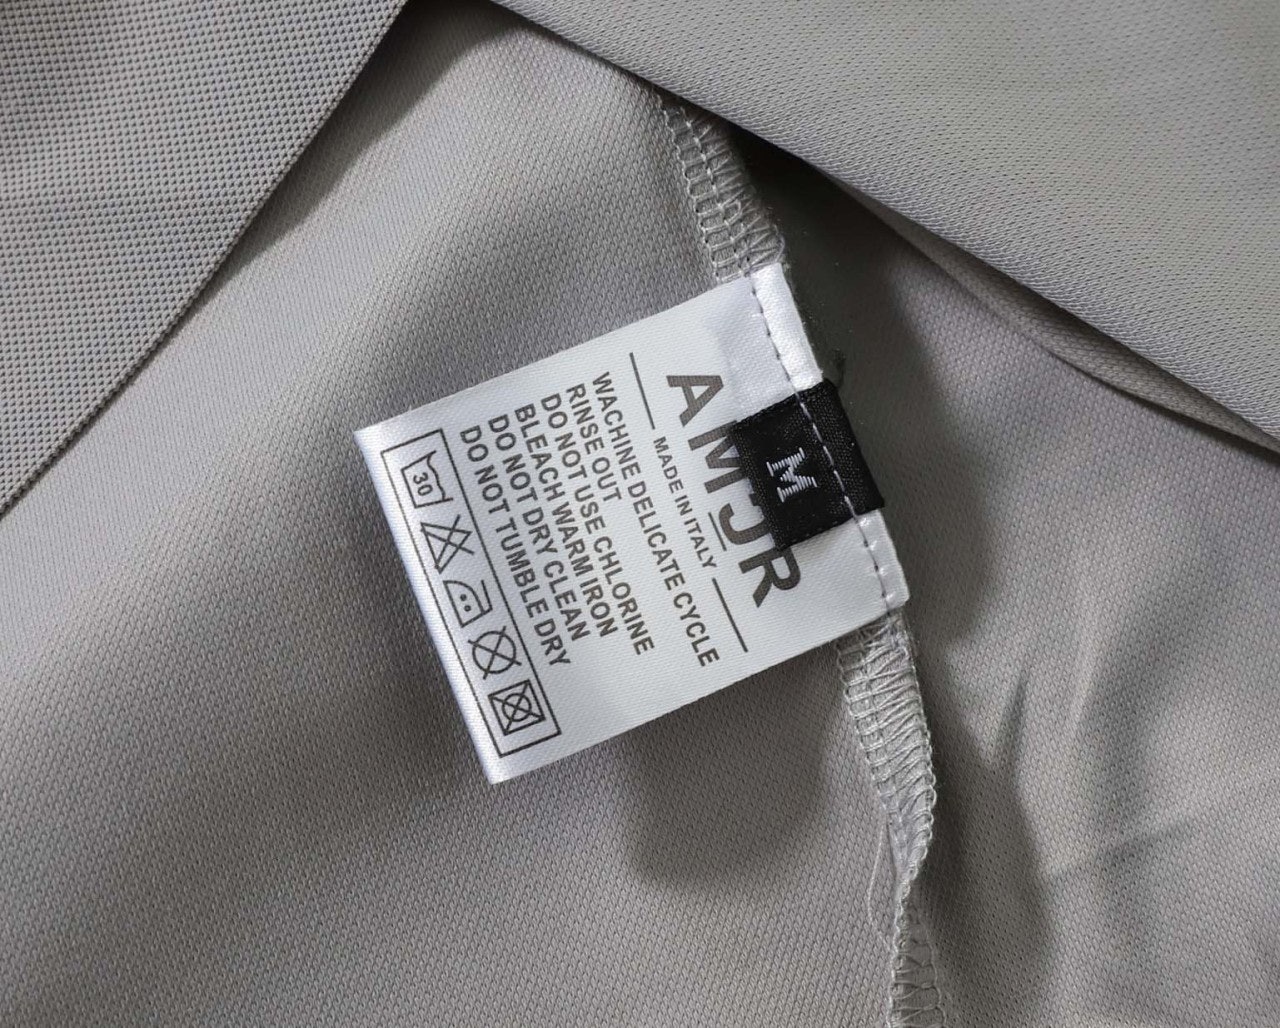 AMJR
M
MADE IN ITALY
WACHINE DELICATE CYCLE
RINSE OUT
DO NOT USE CHLORINE
BLEACH WARM IRON
DO NOT DRY CLEAN
DO NOT TUMBLE DRY
30